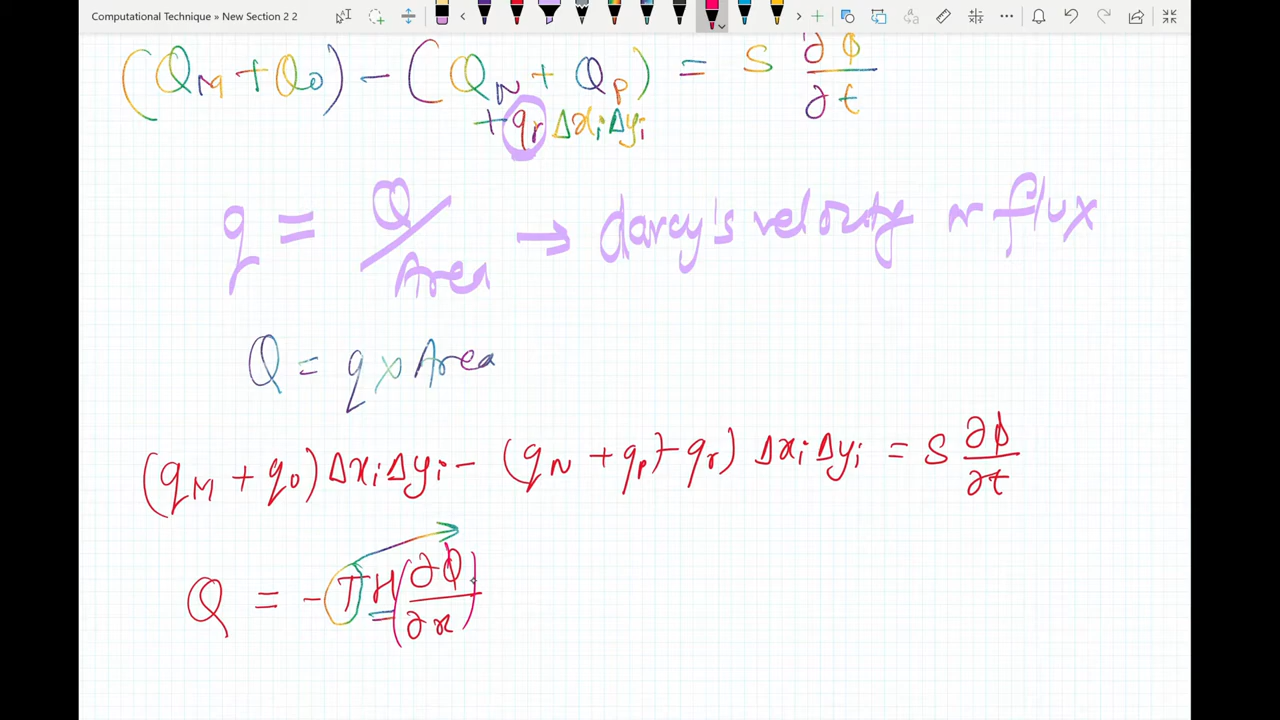 Computational Technique » New Section 2 2
(Q_M + Q_O) - (Q_N + Q_P) = S ∂ϕ/∂t
+ q_r Δx_i Δy_i
q = Q/Area → darcy's velocity or flux
Q = q x Area
(q_M + q_O) Δx_i Δy_i - (q_N + q_P) - q_r) Δx_i Δy_i = S ∂ϕ/∂t
Q = - T H (∂ϕ/∂x)